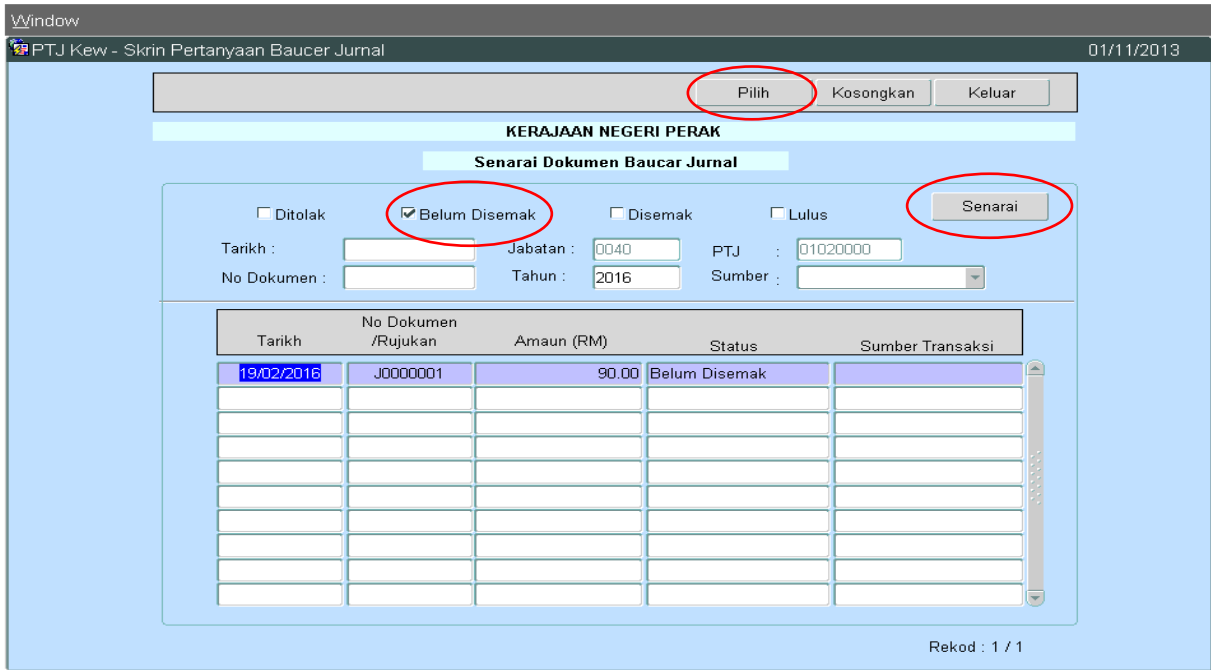 Window
PTJ Kew - Skrin Pertanyaan Baucer Jurnal 01/11/2013
Pilih Kosongkan Keluar
KERAJAAN NEGERI PERAK
Senarai Dokumen Baucar Jurnal
Ditolak Belum Disemak Disemak Lulus Senarai
Tarikh : Jabatan : 0040 PTJ : 01020000
No Dokumen : Tahun : 2016 Sumber :
Tarikh No Dokumen /Rujukan Amaun (RM) Status Sumber Transaksi
19/02/2016 J0000001 90.00 Belum Disemak
Rekod : 1 / 1